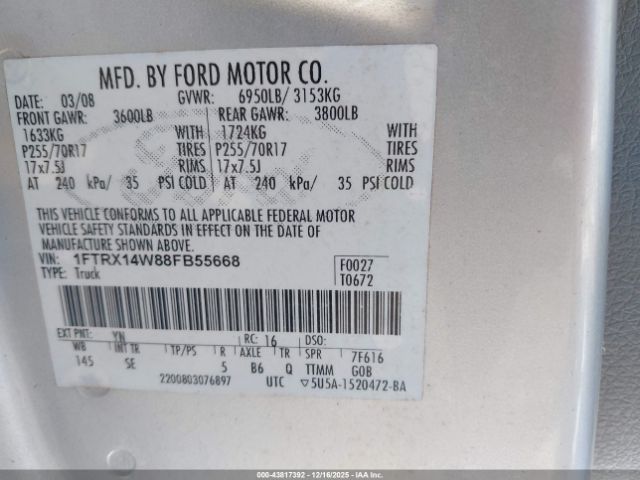 MFD. BY FORD MOTOR CO.
DATE: 03/08 GVWR: 6950LB/ 3153KG
FRONT GAWR: 3600LB REAR GAWR: 3800LB
1633KG WITH 1724KG WITH
P255/70R17 TIRES P255/70R17 TIRES
17x7.5J RIMS 17x7.5J RIMS
AT 240 kPa/ 35 PSI COLD AT 240 kPa/ 35 PSI COLD
THIS VEHICLE CONFORMS TO ALL APPLICABLE FEDERAL MOTOR
VEHICLE SAFETY STANDARDS IN EFFECT ON THE DATE OF
MANUFACTURE SHOWN ABOVE.
VIN: 1FTRX14W88FB55668 F0027
TYPE: Truck T0672
EXT PNT: YN RC: 16 DSO:
WB INT TR TP/PS R AXLE TR SPR 7F616
145 SE 5 B6 Q TTMM GOB
2200803076897 UTC ▽5U5A-1520472-BA
000-43817392 - 12/16/2025 - IAAI.COM